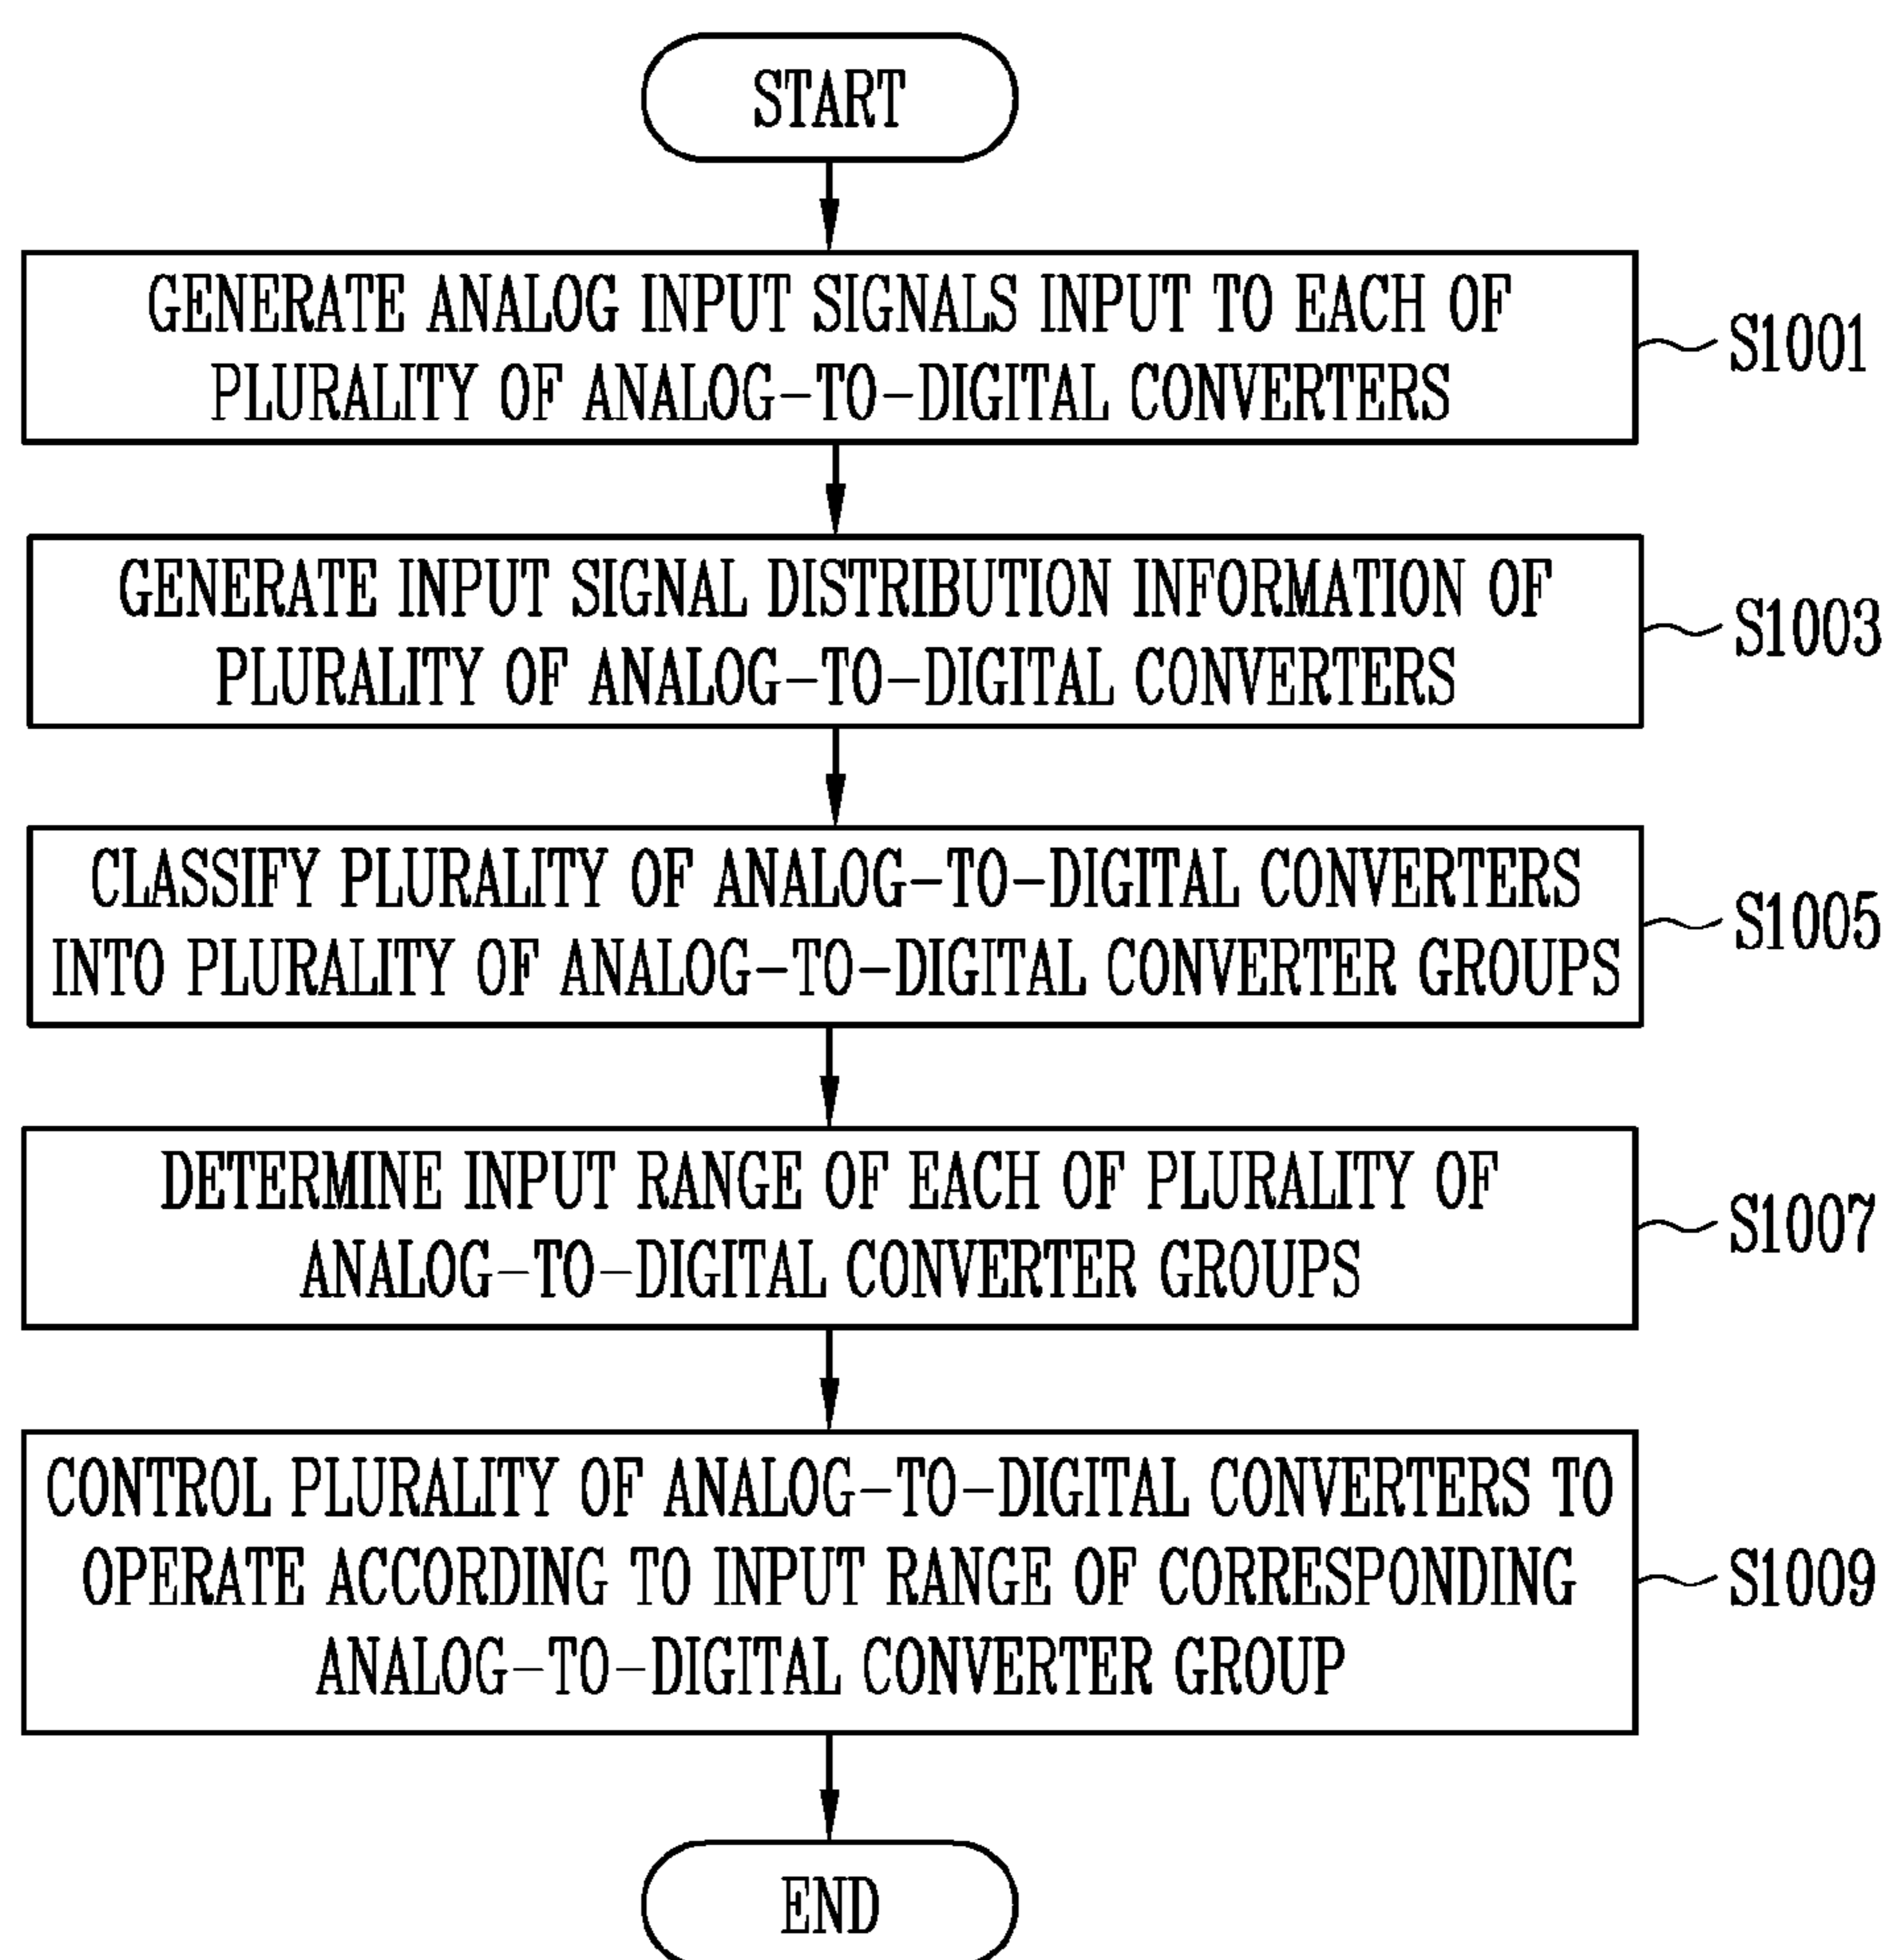 START
GENERATE ANALOG INPUT SIGNALS INPUT TO EACH OF
PLURALITY OF ANALOG-TO-DIGITAL CONVERTERS
S1001
GENERATE INPUT SIGNAL DISTRIBUTION INFORMATION OF
PLURALITY OF ANALOG-TO-DIGITAL CONVERTERS
S1003
CLASSIFY PLURALITY OF ANALOG-TO-DIGITAL CONVERTERS
INTO PLURALITY OF ANALOG-TO-DIGITAL CONVERTER GROUPS
S1005
DETERMINE INPUT RANGE OF EACH OF PLURALITY OF
ANALOG-TO-DIGITAL CONVERTER GROUPS
S1007
CONTROL PLURALITY OF ANALOG-TO-DIGITAL CONVERTERS TO
OPERATE ACCORDING TO INPUT RANGE OF CORRESPONDING
ANALOG-TO-DIGITAL CONVERTER GROUP
S1009
END